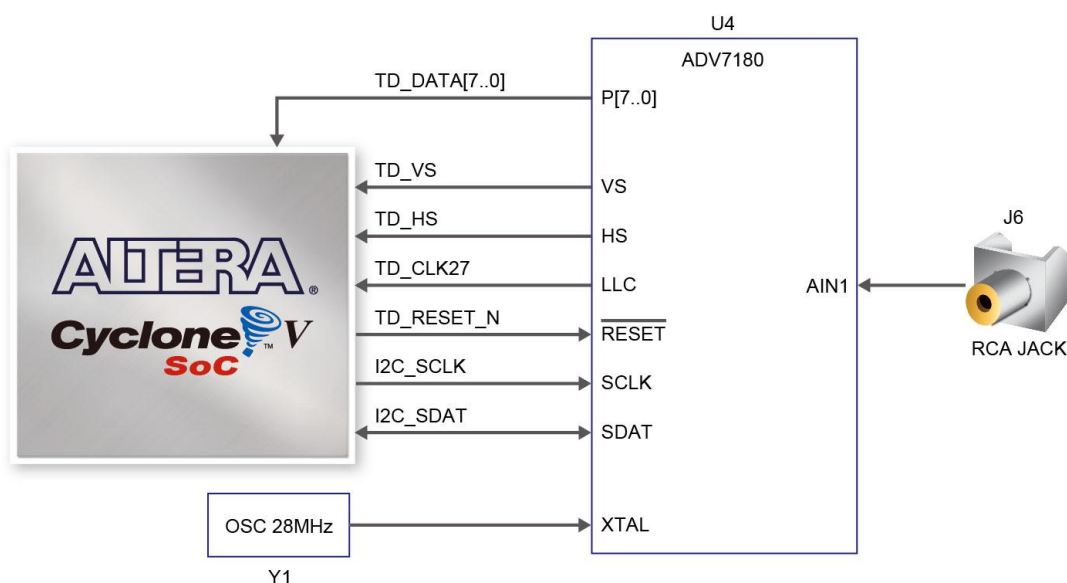 U4
ADV7180
TD_DATA[7..0]
P[7..0]
TD_VS
VS
TD_HS
HS
TD_CLK27
LLC
TD_RESET_N
RESET
I2C_SCLK
SCLK
I2C_SDAT
SDAT
ALTERA®
Cyclone™ V
SoC
AIN1
J6
RCA JACK
OSC 28MHz
XTAL
Y1